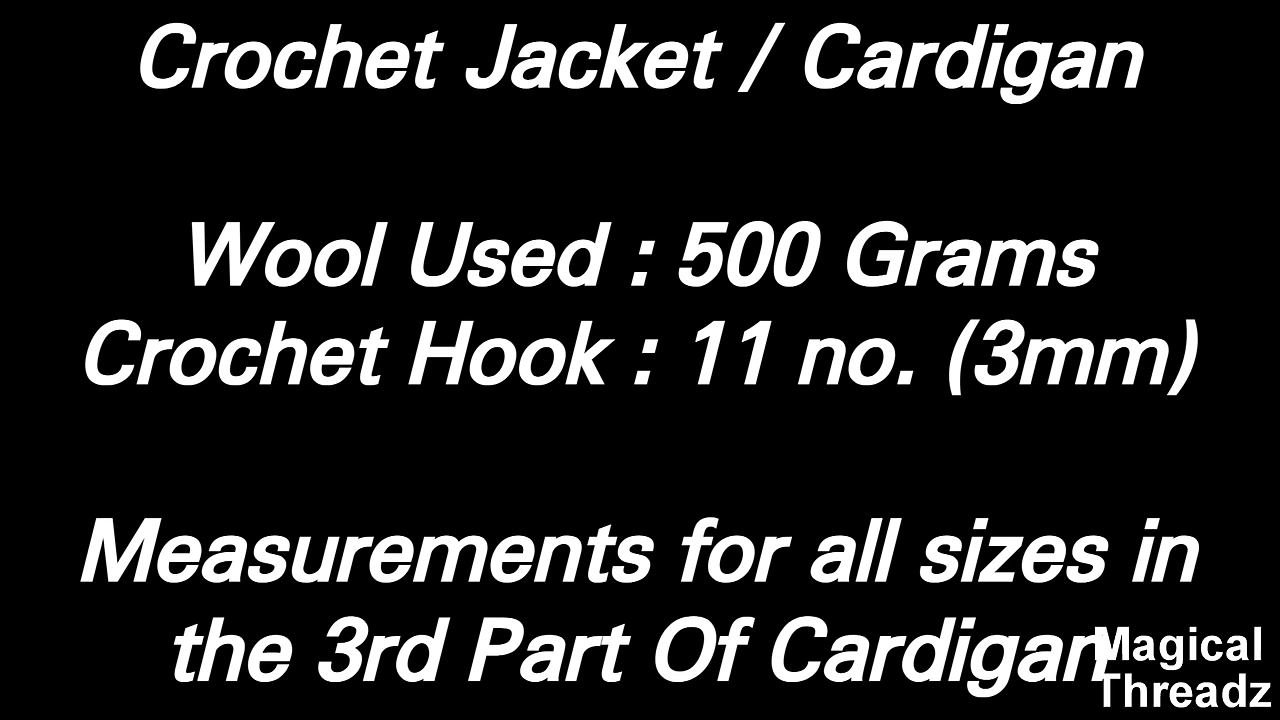 Crochet Jacket / Cardigan
Wool Used : 500 Grams
Crochet Hook : 11 no. (3mm)
Measurements for all sizes in
the 3rd Part Of Cardigan
Magical
Threadz